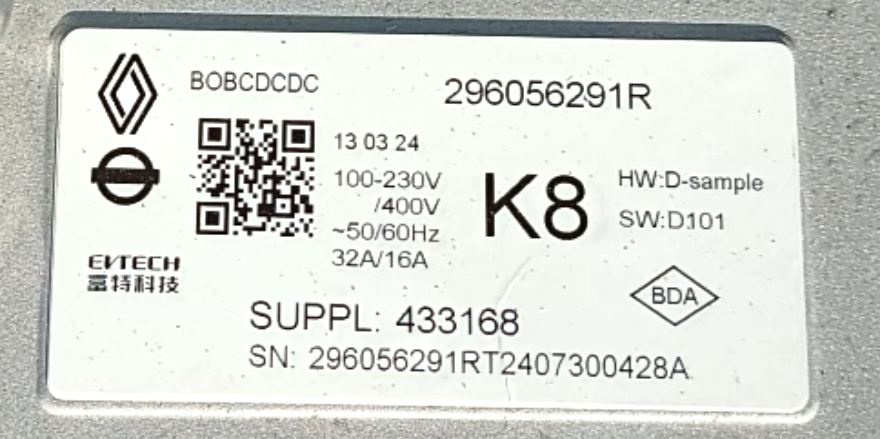 BOBCDCDC
296056291R
13 03 24
100-230V
/400V
~50/60Hz
32A/16A
K8
HW:D-sample
SW:D101
EVTECH
富特科技
BDA
SUPPL: 433168
SN: 296056291RT2407300428A